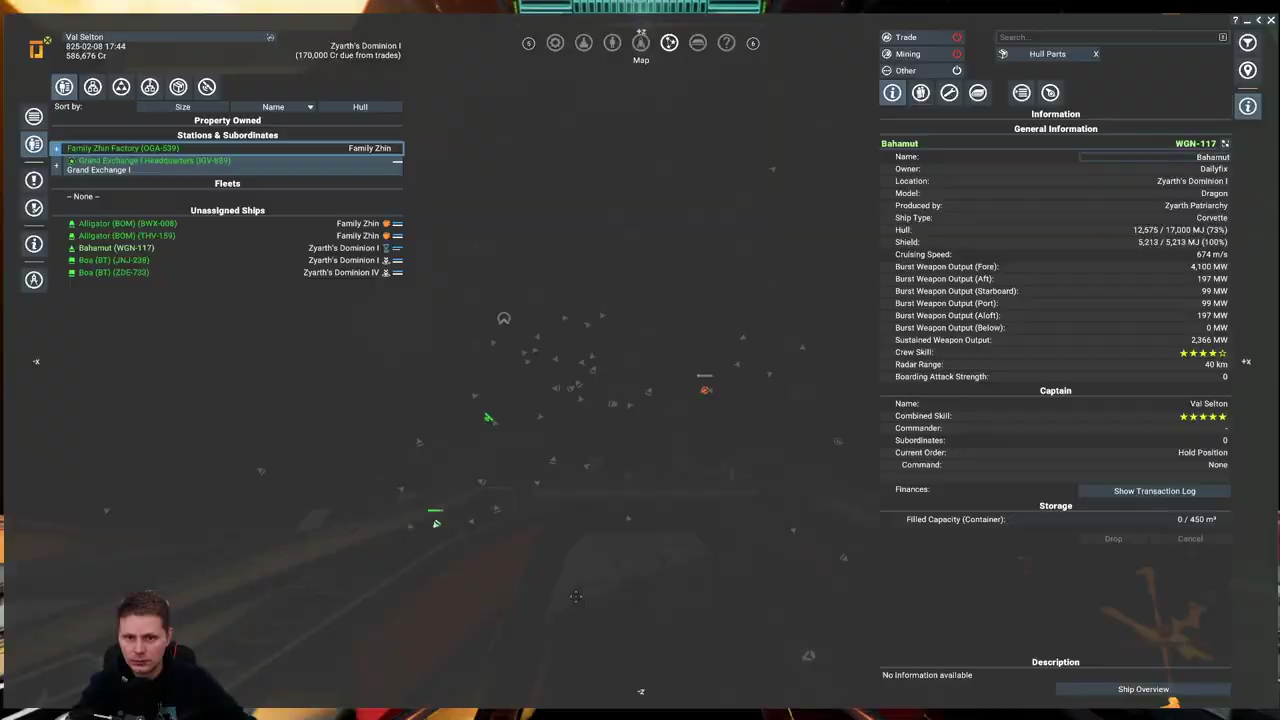 Val Selton
825-02-08 17:44
586,676 Cr
Zyarth's Dominion I
(170,000 Cr due from trades)
5
6
Map
+z
Sort by:
Size
Name
Hull
Property Owned
Stations & Subordinates
+ Family Zhin Factory (OGA-539) Family Zhin
+ Grand Exchange I Headquarters (IGV-889)
Grand Exchange I
Fleets
– None –
Unassigned Ships
Alligator (BOM) (BWX-008) Family Zhin
Alligator (BOM) (THV-159) Family Zhin
Bahamut (WGN-117) Zyarth's Dominion I
Boa (BT) (JNJ-238) Zyarth's Dominion I
Boa (BT) (ZDE-733) Zyarth's Dominion IV
-x
+x
-z
Trade
Mining
Other
Search...
Hull Parts X
Information
General Information
Bahamut WGN-117
Name: Bahamut
Owner: Dailyfix
Location: Zyarth's Dominion I
Model: Dragon
Produced by: Zyarth Patriarchy
Ship Type: Corvette
Hull: 12,575 / 17,000 MJ (73%)
Shield: 5,213 / 5,213 MJ (100%)
Cruising Speed: 674 m/s
Burst Weapon Output (Fore): 4,100 MW
Burst Weapon Output (Aft): 197 MW
Burst Weapon Output (Starboard): 99 MW
Burst Weapon Output (Port): 99 MW
Burst Weapon Output (Aloft): 197 MW
Burst Weapon Output (Below): 0 MW
Sustained Weapon Output: 2,366 MW
Crew Skill: ★★★★☆
Radar Range: 40 km
Boarding Attack Strength: 0
Captain
Name: Val Selton
Combined Skill: ★★★★★
Commander: -
Subordinates: 0
Current Order: Hold Position
Command: None
Finances: Show Transaction Log
Storage
Filled Capacity (Container): 0 / 450 m³
Drop
Cancel
Description
No information available
Ship Overview